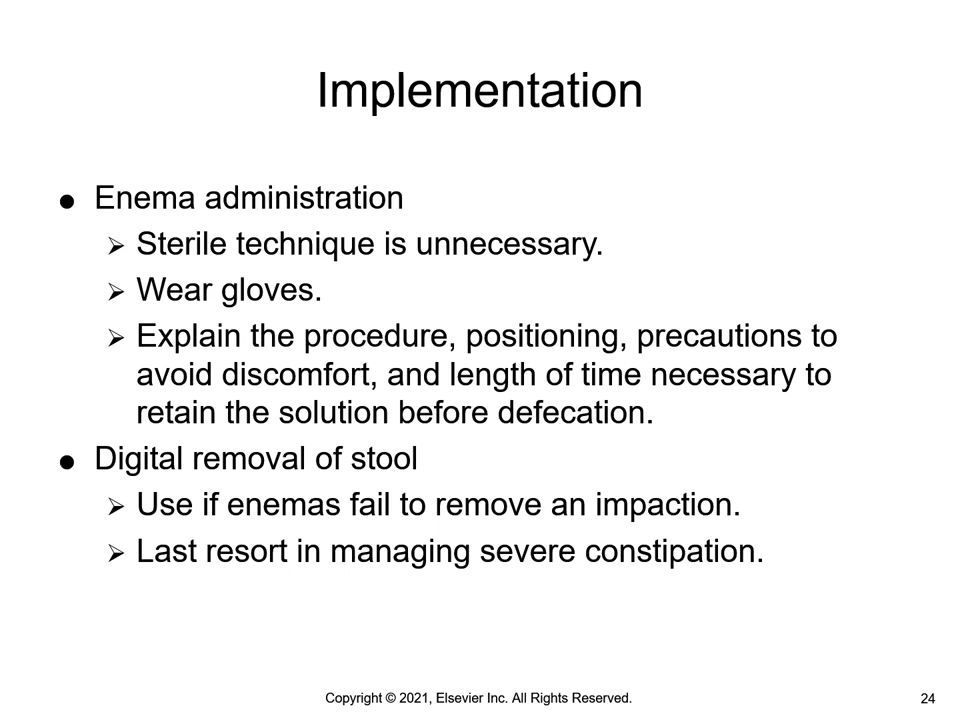 Implementation
● Enema administration
➢ Sterile technique is unnecessary.
➢ Wear gloves.
➢ Explain the procedure, positioning, precautions to
avoid discomfort, and length of time necessary to
retain the solution before defecation.
● Digital removal of stool
➢ Use if enemas fail to remove an impaction.
➢ Last resort in managing severe constipation.
Copyright © 2021, Elsevier Inc. All Rights Reserved.
24